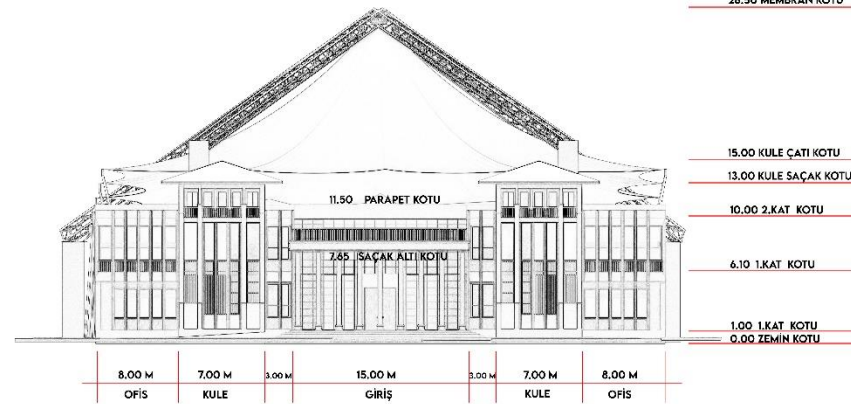 28.50 MEMBRAN KOTU
15.00 KULE ÇATI KOTU
13.00 KULE SAÇAK KOTU
11.50 PARAPET KOTU
10.00 2.KAT KOTU
7.65 SAÇAK ALTI KOTU
6.10 1.KAT KOTU
1.00 1.KAT KOTU
0.00 ZEMİN KOTU
8.00 M 7.00 M 3.00 M 15.00 M 3.00 M 7.00 M 8.00 M
OFİS KULE GİRİŞ KULE OFİS